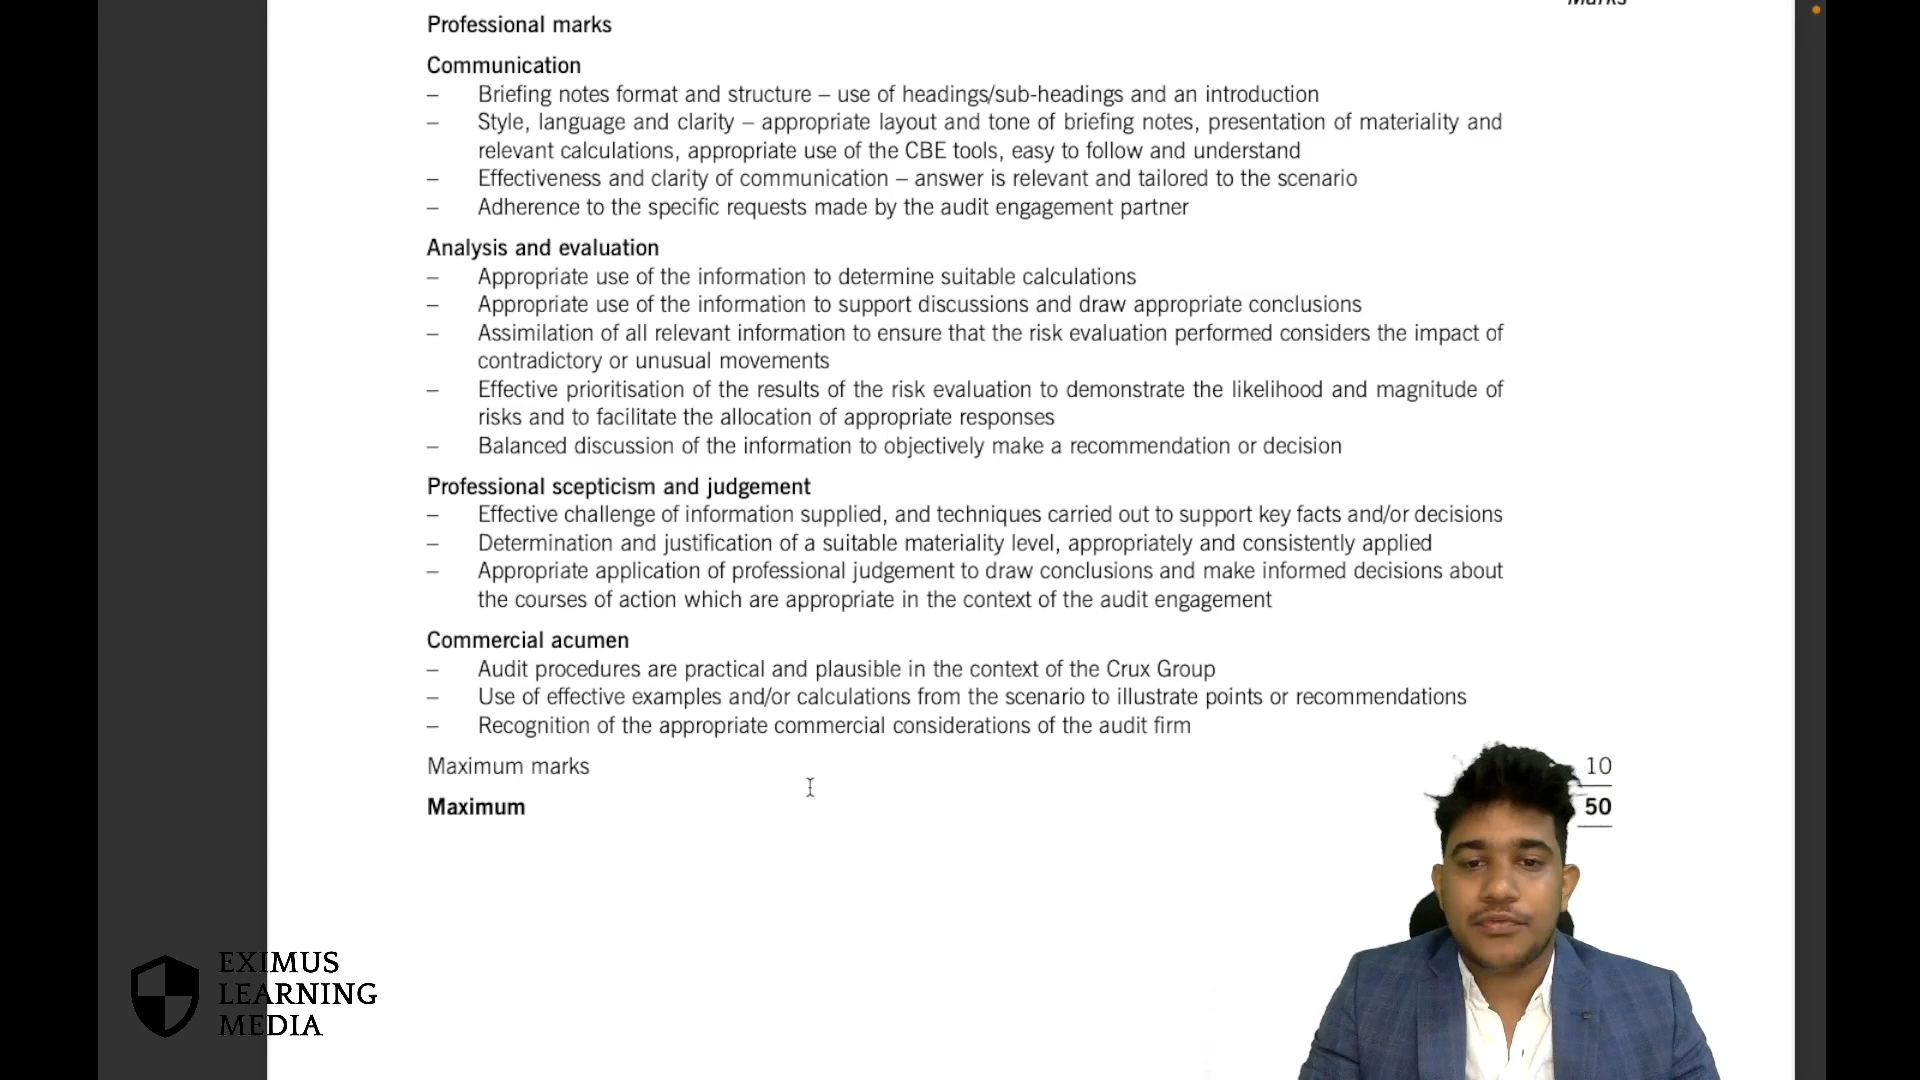 Professional marks
Communication
– Briefing notes format and structure – use of headings/sub-headings and an introduction
– Style, language and clarity – appropriate layout and tone of briefing notes, presentation of materiality and
relevant calculations, appropriate use of the CBE tools, easy to follow and understand
– Effectiveness and clarity of communication – answer is relevant and tailored to the scenario
– Adherence to the specific requests made by the audit engagement partner
Analysis and evaluation
– Appropriate use of the information to determine suitable calculations
– Appropriate use of the information to support discussions and draw appropriate conclusions
– Assimilation of all relevant information to ensure that the risk evaluation performed considers the impact of
contradictory or unusual movements
– Effective prioritisation of the results of the risk evaluation to demonstrate the likelihood and magnitude of
risks and to facilitate the allocation of appropriate responses
– Balanced discussion of the information to objectively make a recommendation or decision
Professional scepticism and judgement
– Effective challenge of information supplied, and techniques carried out to support key facts and/or decisions
– Determination and justification of a suitable materiality level, appropriately and consistently applied
– Appropriate application of professional judgement to draw conclusions and make informed decisions about
the courses of action which are appropriate in the context of the audit engagement
Commercial acumen
– Audit procedures are practical and plausible in the context of the Crux Group
– Use of effective examples and/or calculations from the scenario to illustrate points or recommendations
– Recognition of the appropriate commercial considerations of the audit firm
Maximum marks 10
Maximum 50
EXIMUS
LEARNING
MEDIA